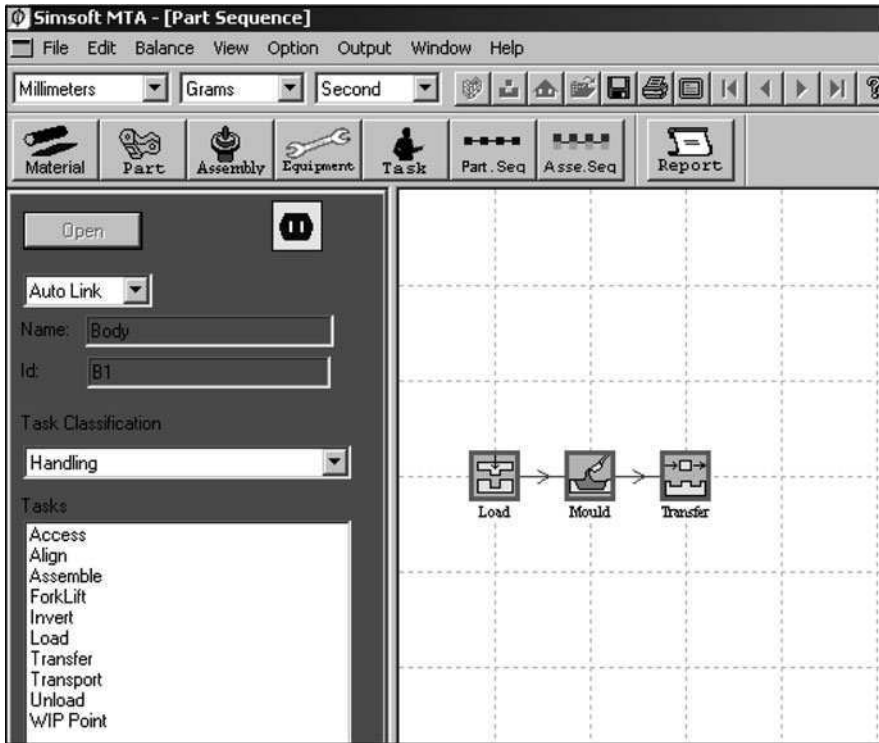 Simsoft MTA - [Part Sequence]
File Edit Balance View Option Output Window Help
Millimeters Grams Second
Material Part Assembly Equipment Task Part.Seq Asse.Seq Report
Open
Auto Link
Name: Body
Id: B1
Task Classification
Handling
Tasks
Access
Align
Assemble
ForkLift
Invert
Load
Transfer
Transport
Unload
WIP Point
Load Mould Transfer